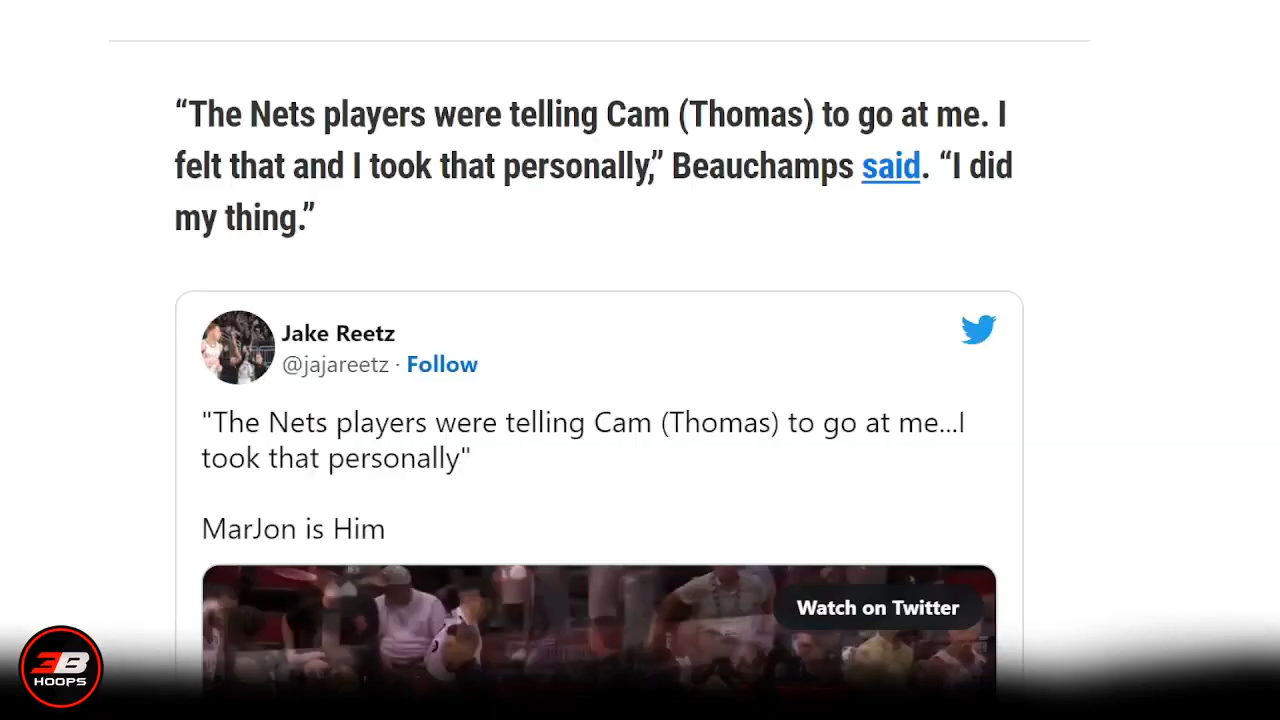 “The Nets players were telling Cam (Thomas) to go at me. I
felt that and I took that personally,” Beauchamps said. “I did
my thing.”
Jake Reetz
@jajareetz · Follow
"The Nets players were telling Cam (Thomas) to go at me...I
took that personally"
MarJon is Him
Watch on Twitter
3B
HOOPS